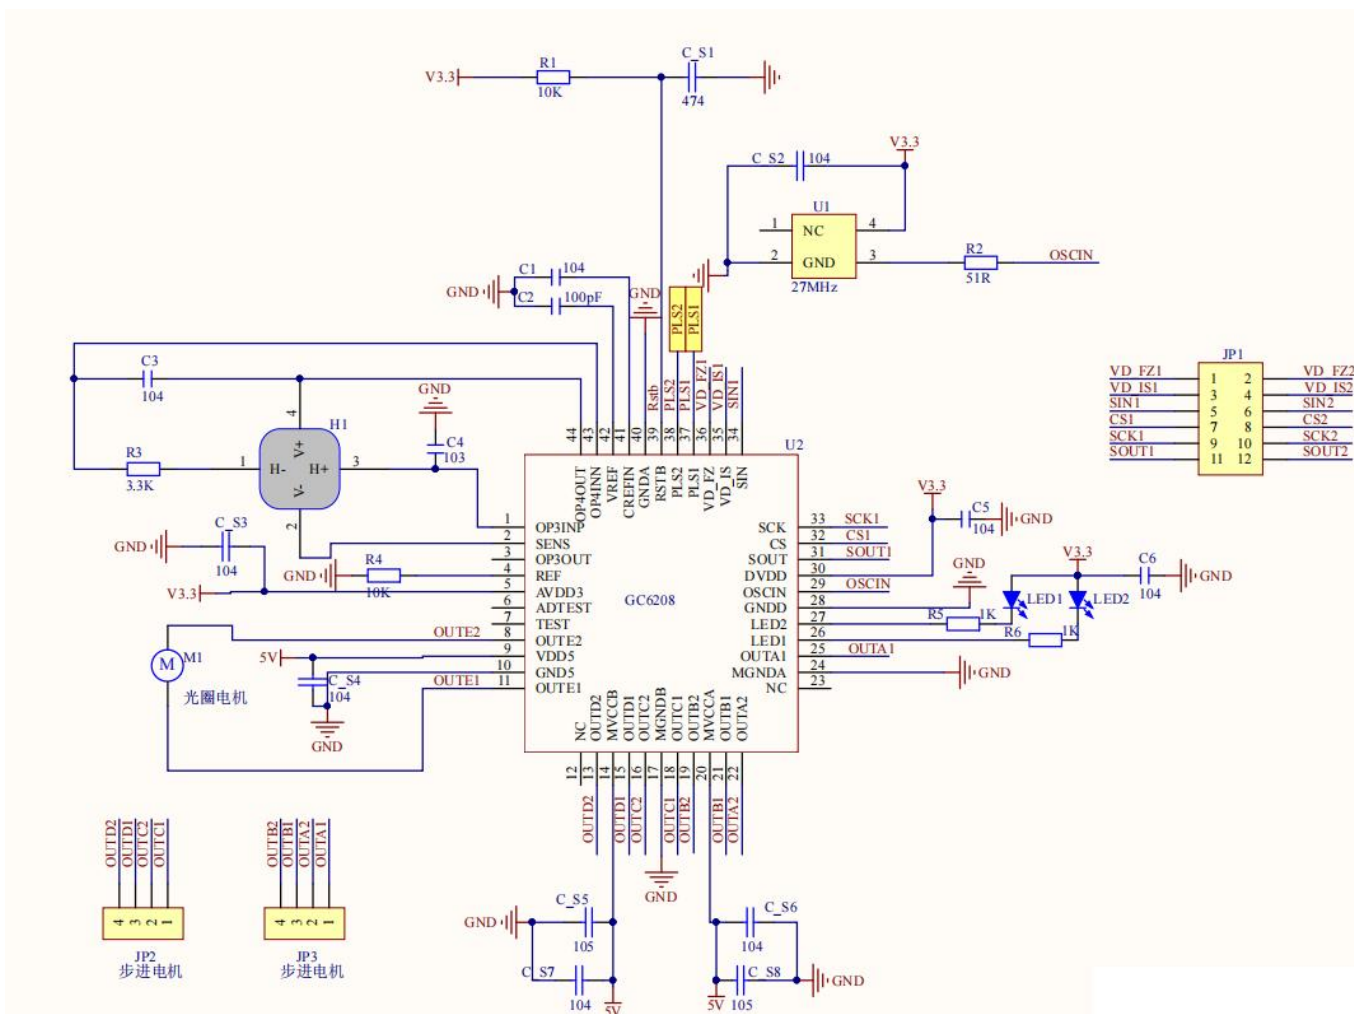 C_S1
R1
V3.3
10K
474
V3.3
C_S2
104
U1
1
NC
4
2
GND
3
R2
OSCIN
51R
27MHz
C1
104
GND
C2
100pF
GND
PLS2
PLS1
JP1
VD_FZ1
1
2
VD_FZ2
VD_IS1
3
4
VD_IS2
SIN1
5
6
SIN2
CS1
7
8
CS2
SCK1
9
10
SCK2
SOUT1
11
12
SOUT2
C3
104
GND
Rstb
PLS2
PLS1
VD_FZ1
VD_IS1
SIN1
4
H1
V+
R3
1
H-
H+
3
3.3K
V-
2
C4
103
44
43
42
41
40
39
38
37
36
35
34
U2
OP4OUT
OP4INN
VREF
CREFIN
GNDA
RSTB
PLS2
PLS1
VD_FZ
VD_IS
SIN
C_S3
GND
104
V3.3
R4
GND
10K
1
OP3INP
2
SENS
3
OP3OUT
4
REF
5
AVDD3
6
ADTEST
7
TEST
8
OUTE2
9
VDD5
10
GND5
11
OUTE1
GC6208
SCK
33
SCK1
CS
32
CS1
SOUT
31
SOUT1
DVDD
30
OSCIN
29
OSCIN
GNDD
28
LED2
27
LED1
26
OUTA1
25
OUTA1
MGNDA
24
NC
23
V3.3
C5
104
GND
GND
V3.3
C6
104
GND
LED1
LED2
R5
1K
R6
1K
GND
OUTE2
M
M1
光圈电机
5V
C_S4
104
GND
OUTE1
NC
OUTD2
MVCCB
OUTD1
OUTC2
MGNDB
OUTC1
OUTB2
MVCCA
OUTB1
OUTA2
12
13
14
15
16
17
18
19
20
21
22
OUTD2
OUTD1
OUTC2
OUTC1
OUTB2
OUTB1
OUTA2
GND
OUTD2
OUTD1
OUTC2
OUTC1
4
3
2
1
JP2
步进电机
OUTB2
OUTB1
OUTA2
OUTA1
4
3
2
1
JP3
步进电机
C_S5
GND
105
C_S7
104
5V
C_S6
104
C_S8
GND
105
5V